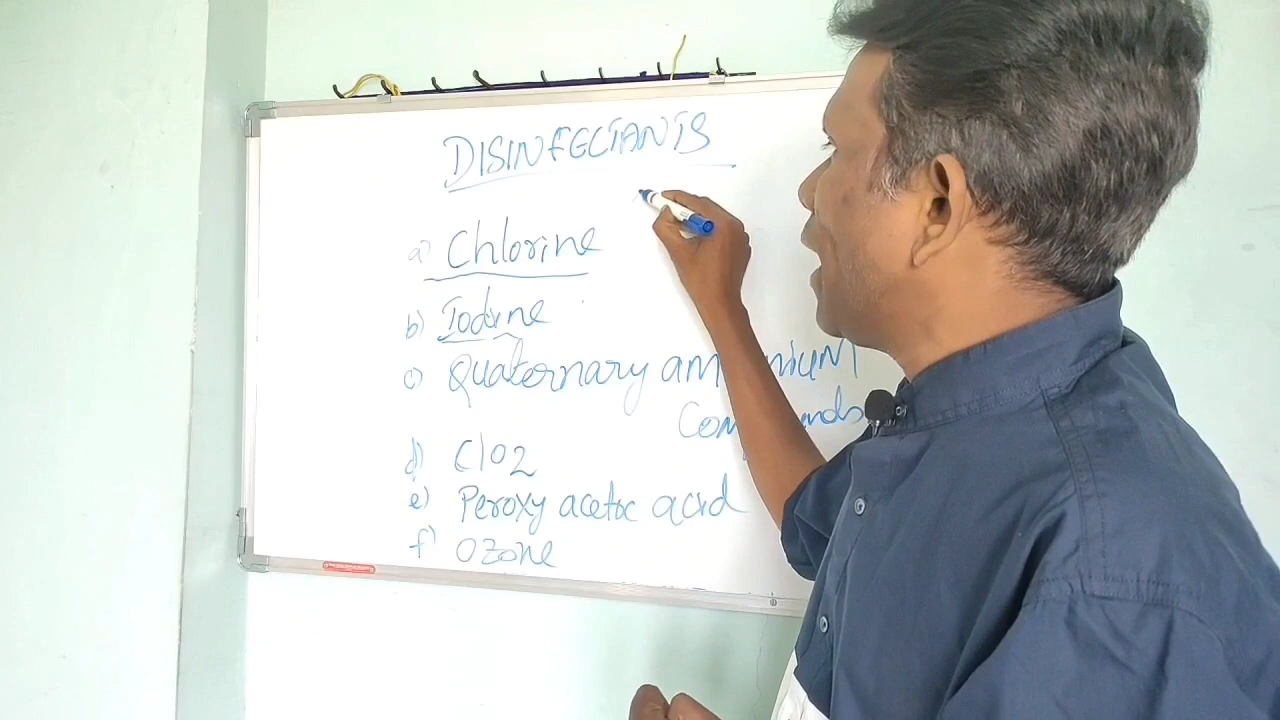 DISINFECTANTS
a) Chlorine
b) Iodine
c) Quaternary
d) ClO2
e) Peroxy acetic acid
f) Ozone